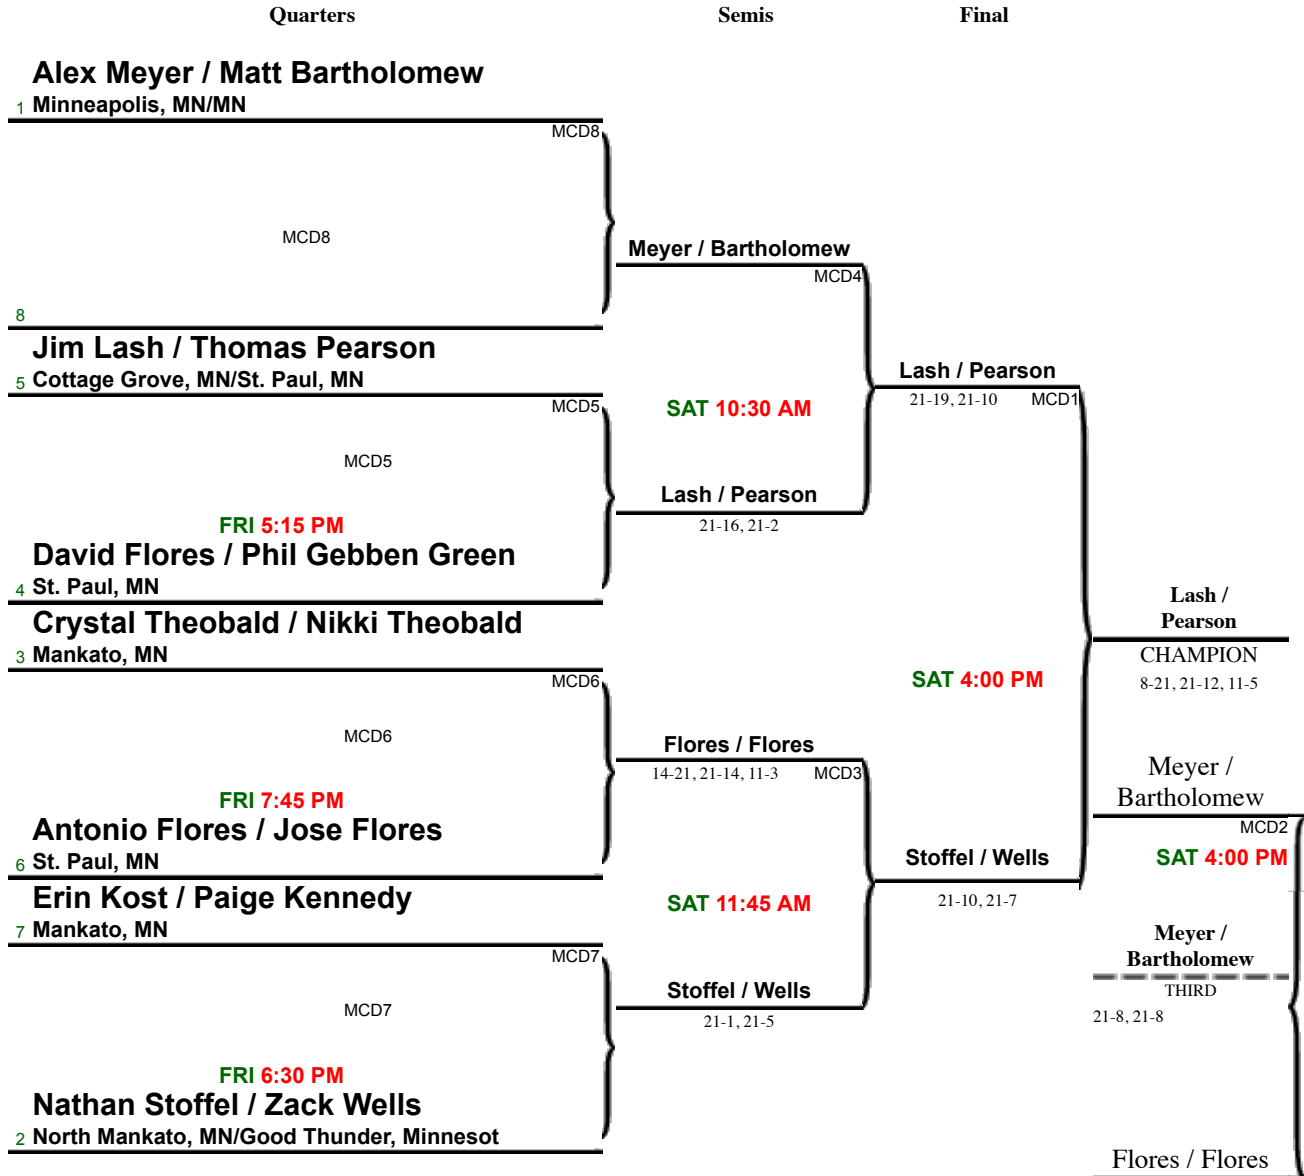 Quarters
Semis
Final
Alex Meyer / Matt Bartholomew
1 Minneapolis, MN/MN
MCD8
MCD8
8
Jim Lash / Thomas Pearson
5 Cottage Grove, MN/St. Paul, MN
MCD5
MCD5
FRI 5:15 PM
David Flores / Phil Gebben Green
4 St. Paul, MN
Crystal Theobald / Nikki Theobald
3 Mankato, MN
MCD6
MCD6
FRI 7:45 PM
Antonio Flores / Jose Flores
6 St. Paul, MN
Erin Kost / Paige Kennedy
7 Mankato, MN
MCD7
MCD7
FRI 6:30 PM
Nathan Stoffel / Zack Wells
2 North Mankato, MN/Good Thunder, Minnesot
Meyer / Bartholomew
MCD4
SAT 10:30 AM
Lash / Pearson
21-16, 21-2
Flores / Flores
14-21, 21-14, 11-3 MCD3
SAT 11:45 AM
Stoffel / Wells
21-1, 21-5
Lash / Pearson
21-19, 21-10 MCD1
SAT 4:00 PM
Stoffel / Wells
21-10, 21-7
Lash /
Pearson
CHAMPION
8-21, 21-12, 11-5
Meyer /
Bartholomew
MCD2
SAT 4:00 PM
Meyer /
Bartholomew
THIRD
21-8, 21-8
Flores / Flores